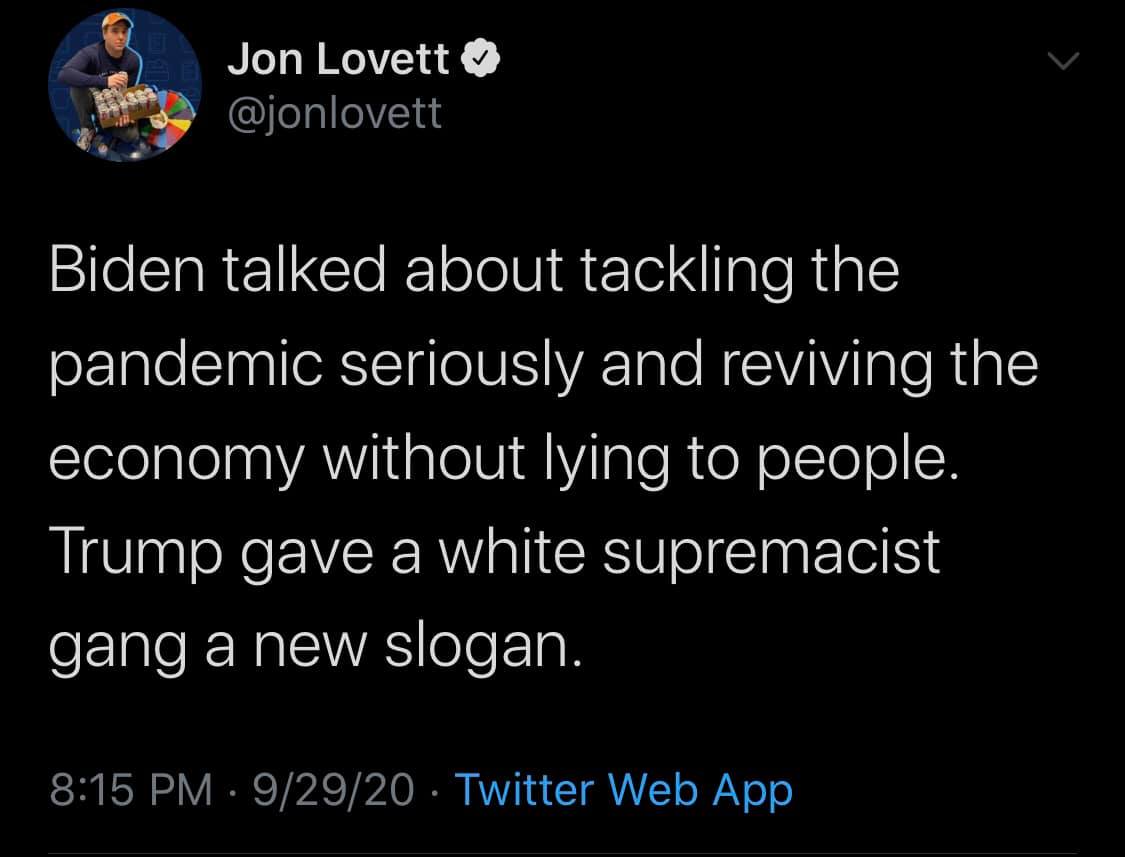 Jon Lovett
@jonlovett
Biden talked about tackling the
pandemic seriously and reviving the
economy without lying to people.
Trump gave a white supremacist
gang a new slogan.
8:15 PM · 9/29/20 · Twitter Web App